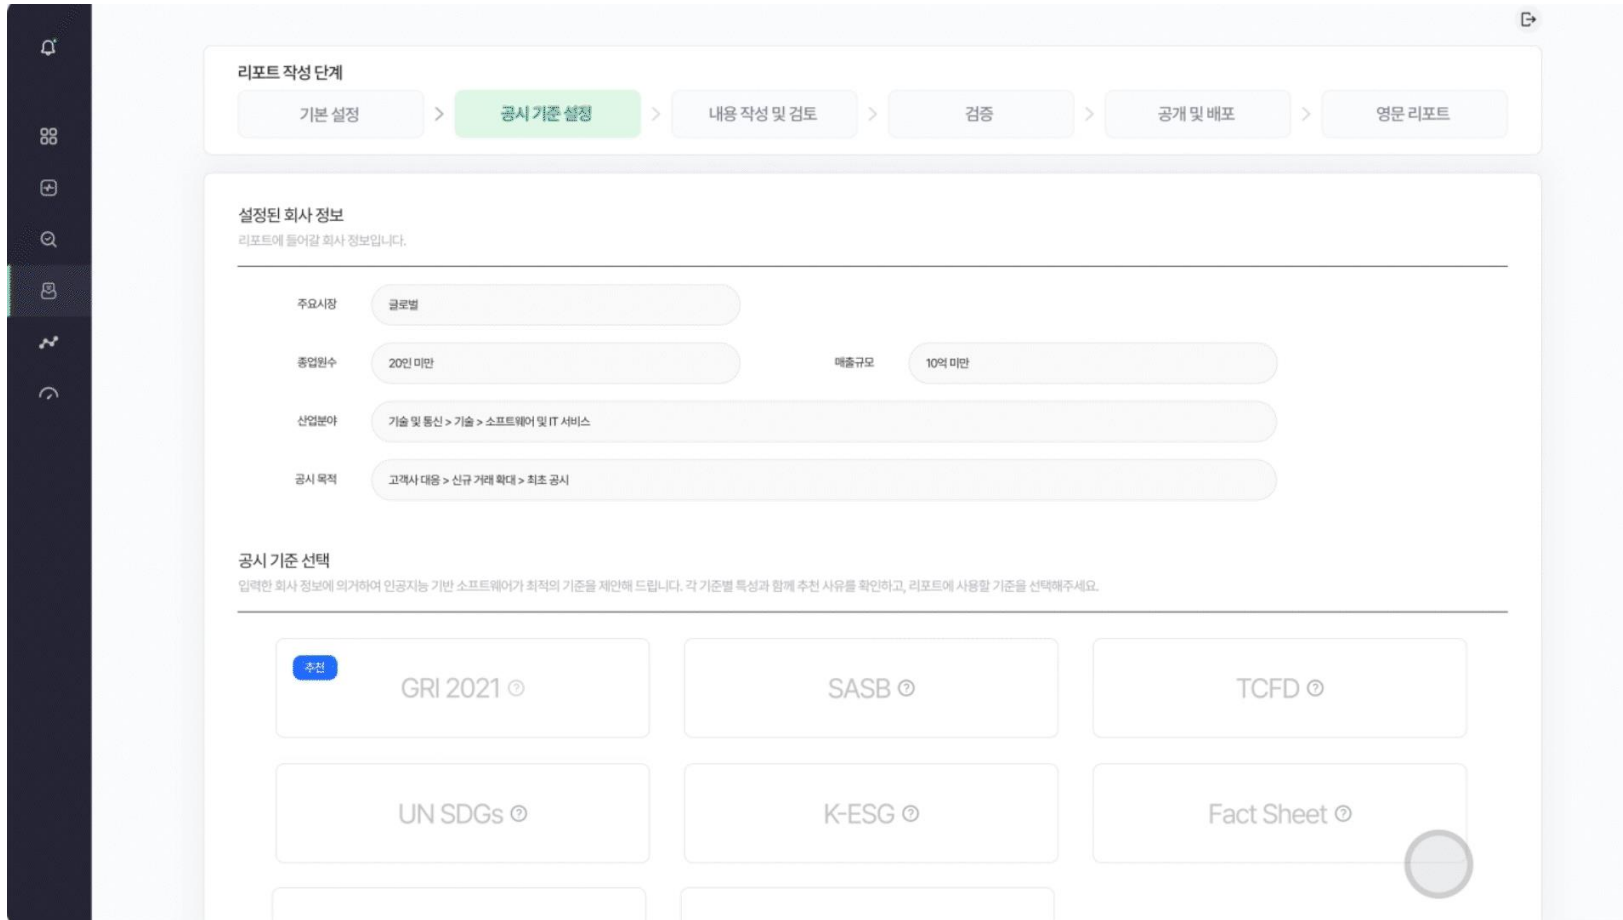 리포트 작성 단계
기본 설정 > 공시 기준 설정 > 내용 작성 및 검토 > 검증 > 공개 및 배포 > 영문 리포트
설정된 회사 정보
리포트에 들어갈 회사 정보입니다.
주요시장 글로벌
종업원수 20인 미만 매출규모 10억 미만
산업분야 기술 및 통신 > 기술 > 소프트웨어 및 IT 서비스
공시 목적 고객사 대응 > 신규 거래 확대 > 최초 공시
공시 기준 선택
입력한 회사 정보에 의거하여 인공지능 기반 소프트웨어가 최적의 기준을 제안해 드립니다. 각 기준별 특성과 함께 추천 사유를 확인하고, 리포트에 사용할 기준을 선택해주세요.
추천
GRI 2021 SASB TCFD
UN SDGs K-ESG Fact Sheet